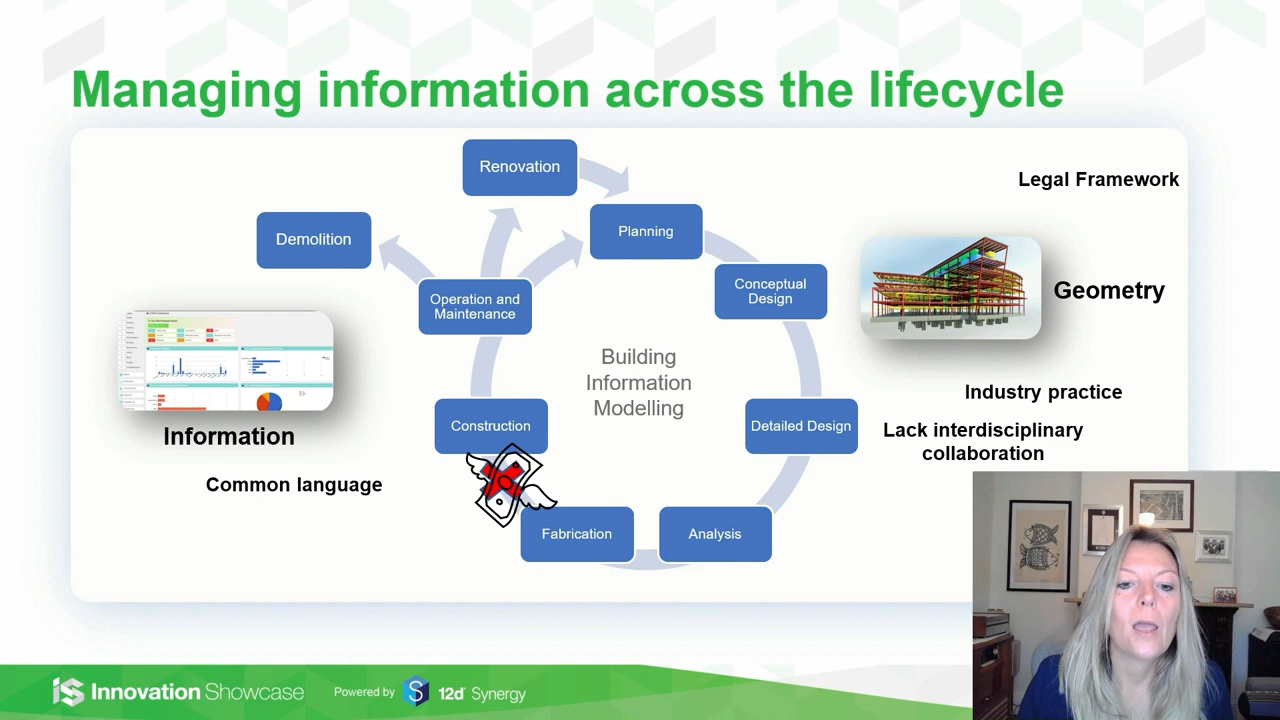 Managing information across the lifecycle
Renovation
Legal Framework
Demolition
Planning
Conceptual
Design
Geometry
Operation and
Maintenance
Building
Information
Modelling
Industry practice
Information
Construction
Detailed Design
Lack interdisciplinary
collaboration
Common language
Fabrication
Analysis
iS Innovation Showcase
Powered by
12d Synergy